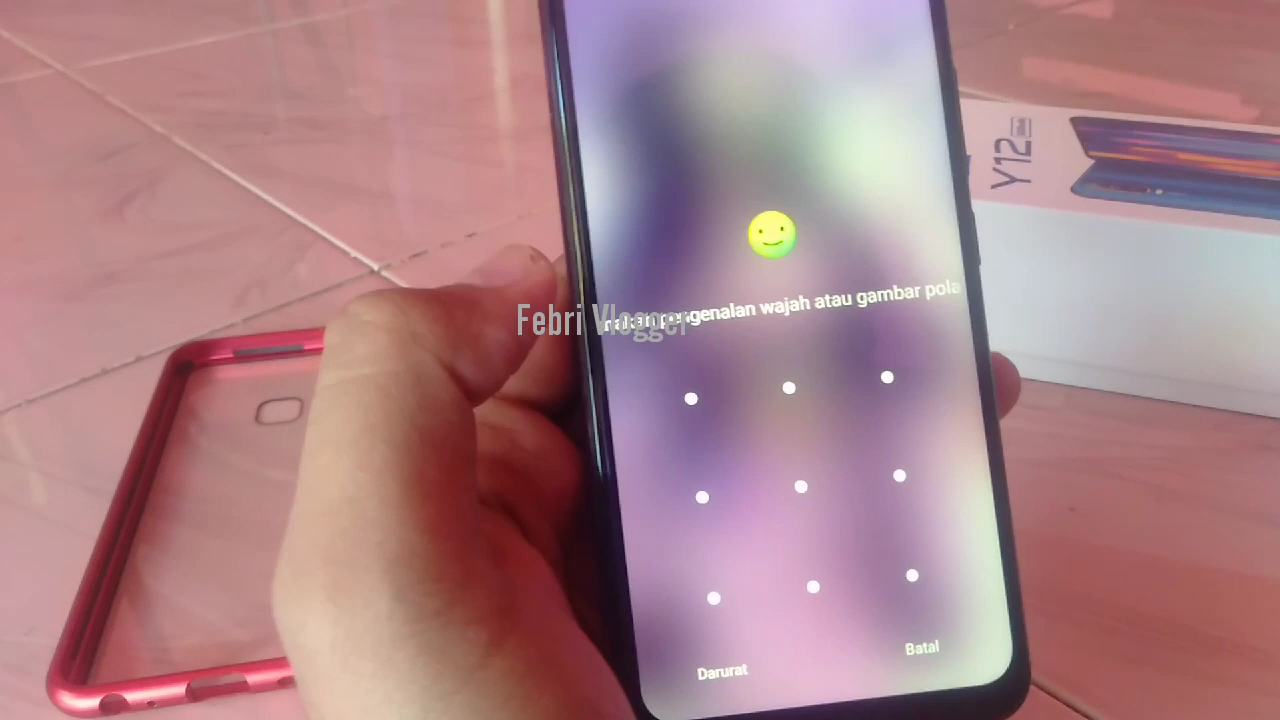 Y12
pengenalan wajah atau gambar pola
Febri Vlogger
Darurat
Batal